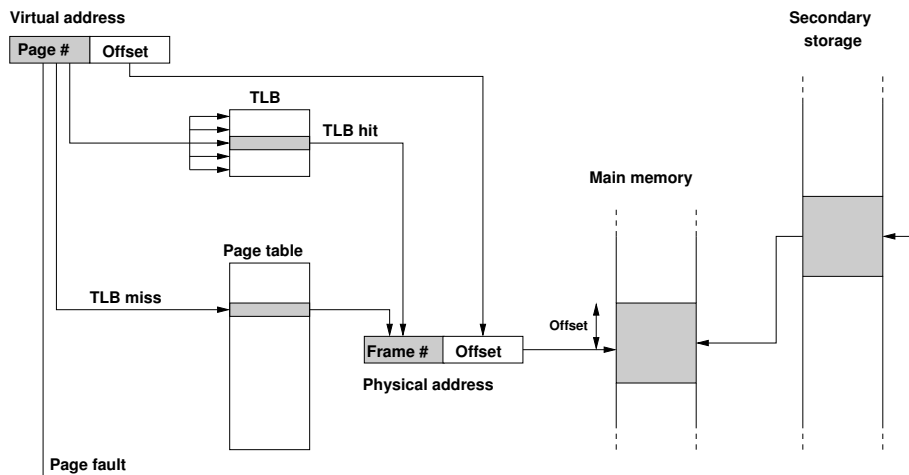 Virtual address
Secondary
storage
Page #
Offset
TLB
TLB hit
Main memory
Page table
TLB miss
Offset
Frame #
Offset
Physical address
Page fault